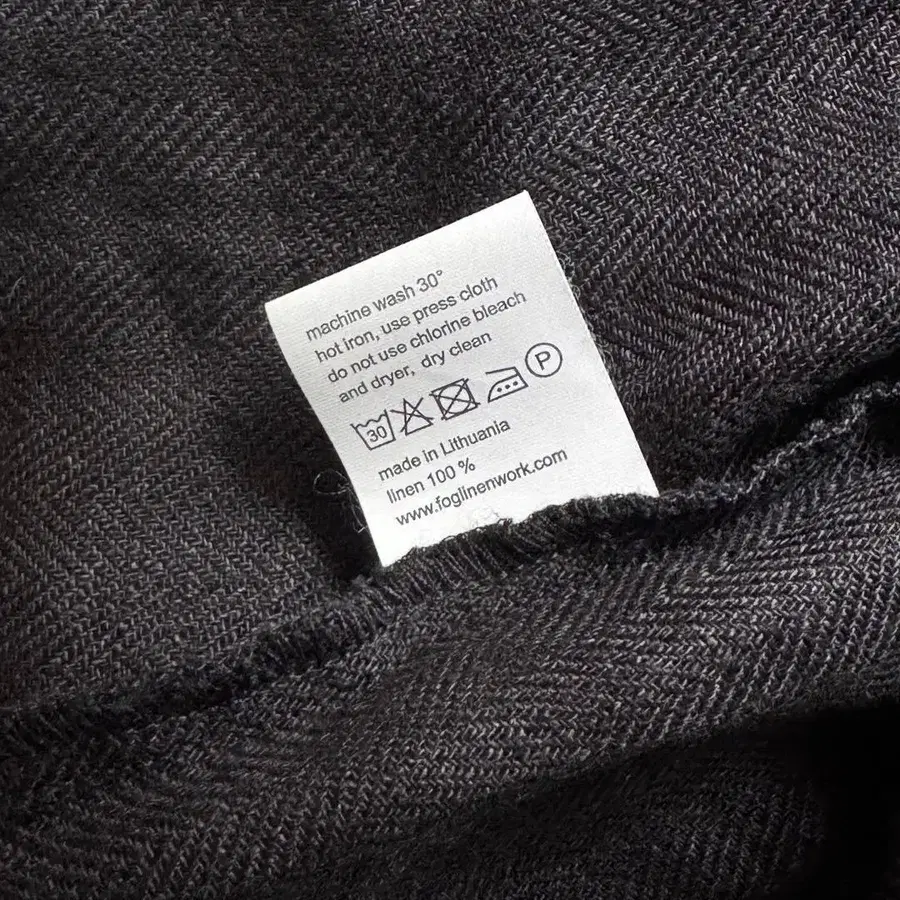 machine wash 30°
hot iron, use press cloth
do not use chlorine bleach
and dryer, dry clean
30 P
made in Lithuania
linen 100 %
www.foglinenwork.com